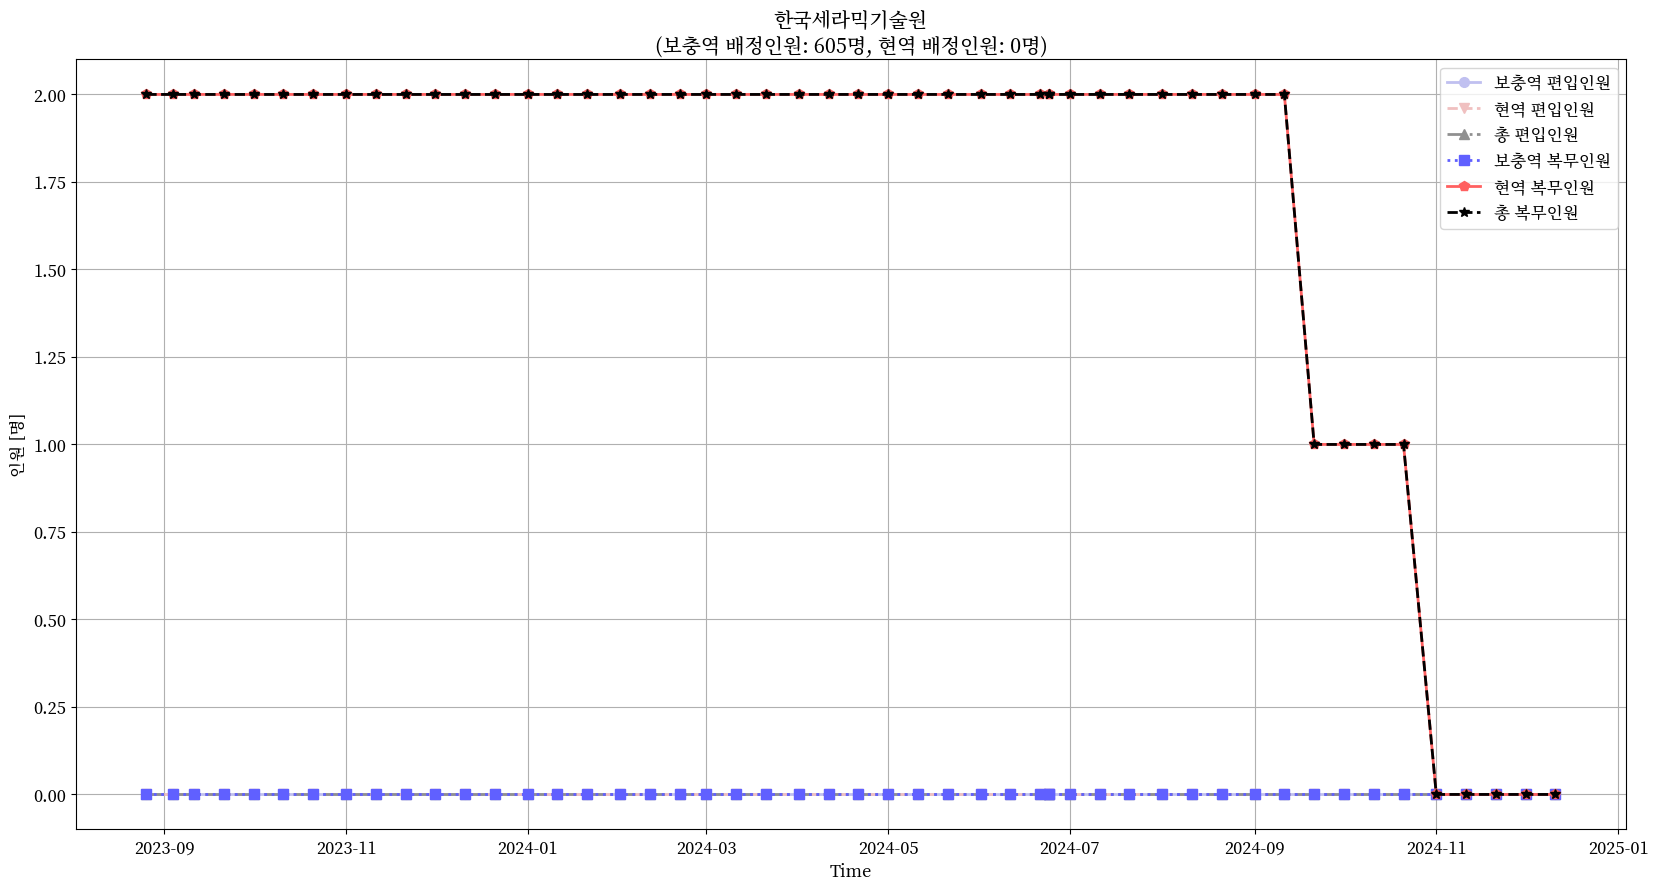 한국세라믹기술원
(보충역 배정인원: 605명, 현역 배정인원: 0명)
보충역 편입인원
현역 편입인원
총 편입인원
보충역 복무인원
현역 복무인원
총 복무인원
인원 [명]
2.00
1.75
1.50
1.25
1.00
0.75
0.50
0.25
0.00
2023-09
2023-11
2024-01
2024-03
2024-05
2024-07
2024-09
2024-11
2025-01
Time